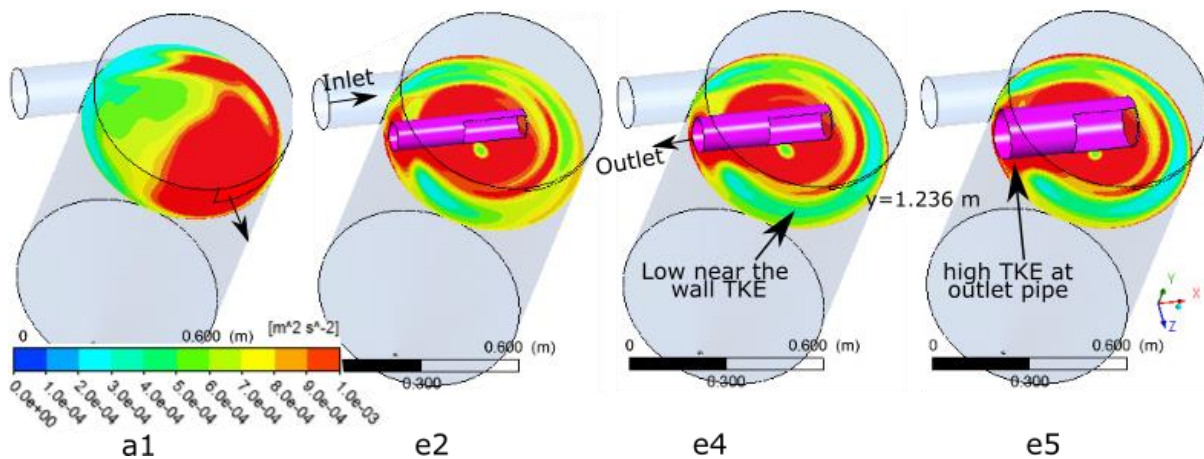 Inlet
Outlet
y=1.236 m
Low near the
wall TKE
high TKE at
outlet pipe
Y
X
Z
0 0.600 (m)
[m^2 s^-2]
0.0e+00
1.0e-04
2.0e-04
3.0e-04
4.0e-04
5.0e-04
6.0e-04
7.0e-04
8.0e-04
9.0e-04
1.0e-03
0 0.600 (m)
0.300
0 0.600 (m)
0.300
0 0.600 (m)
0.300
a1 e2 e4 e5